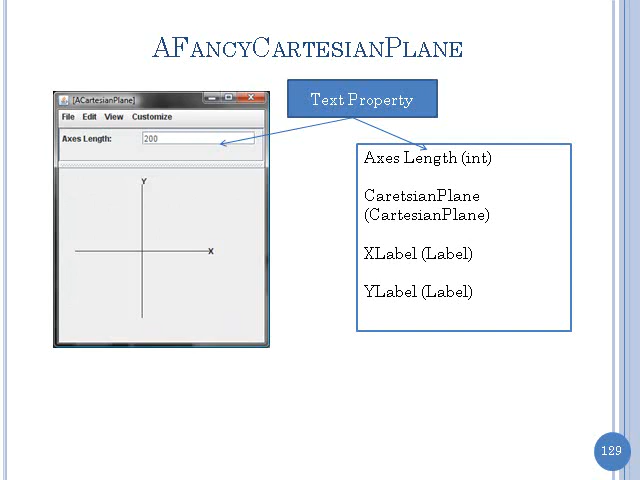 AFANCYCARTESIANPLANE
Text Property
[ACartesianPlane]
File Edit View Customize
Axes Length: 200
Y
X
Axes Length (int)
CaretsianPlane
(CartesianPlane)
XLabel (Label)
YLabel (Label)
129